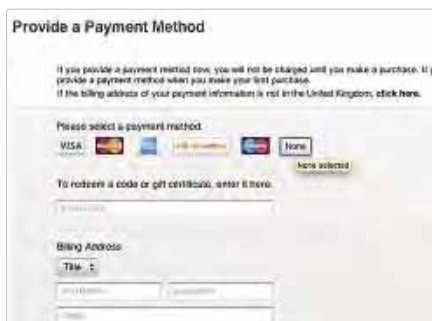 Provide a Payment Method
If you provide a payment method now, you will not be charged until you make a purchase. If
provide a payment method when you make your first purchase.
If the billing address of your payment information is not in the United Kingdom, click here.
Please select a payment method.
VISA None
None selected
To redeem a code or gift certificate, enter it here.
Billing Address
Title